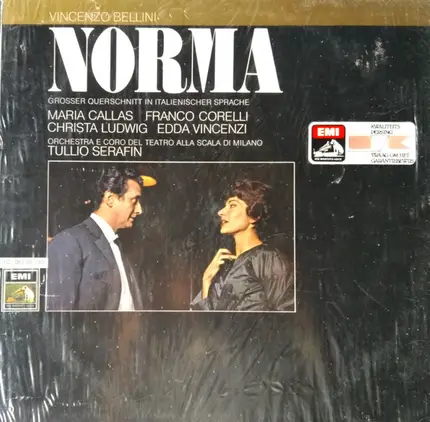 VINCENZO BELLINI
NORMA
GROSSER QUERSCHNITT IN ITALIENISCHER SPRACHE
MARIA CALLAS FRANCO CORELLI
CHRISTA LUDWIG EDDA VINCENZI
ORCHESTRA E CORO DEL TEATRO ALLA SCALA DI MILANO
TULLIO SERAFIN
EMI
EMI